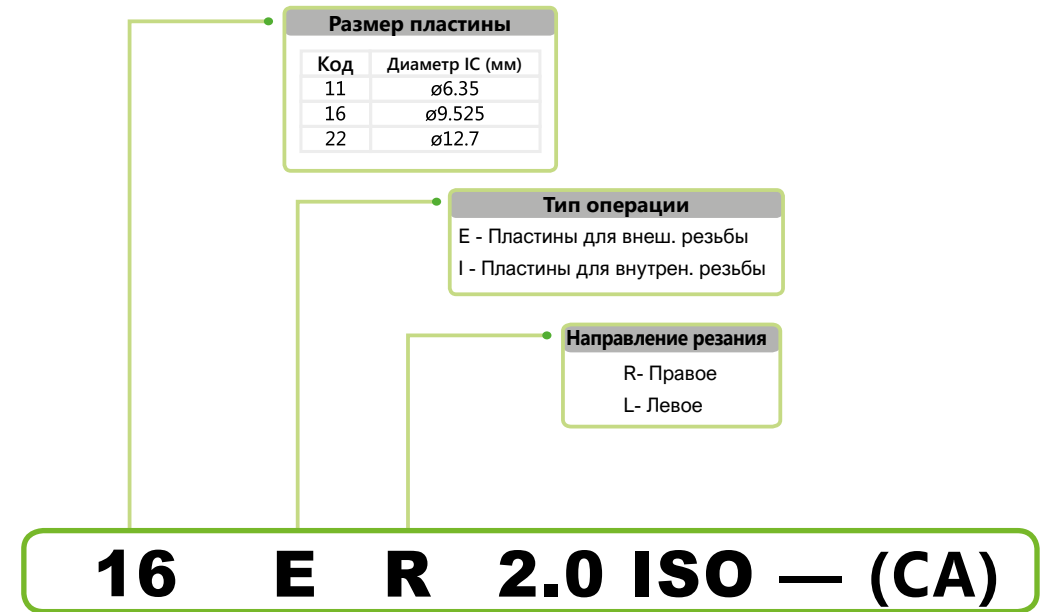 Размер пластины
Код Диаметр IC (мм)
11 ø6.35
16 ø9.525
22 ø12.7
Тип операции
E - Пластины для внеш. резьбы
I - Пластины для внутрен. резьбы
Направление резания
R- Правое
L- Левое
16 E R 2.0 ISO — (CA)